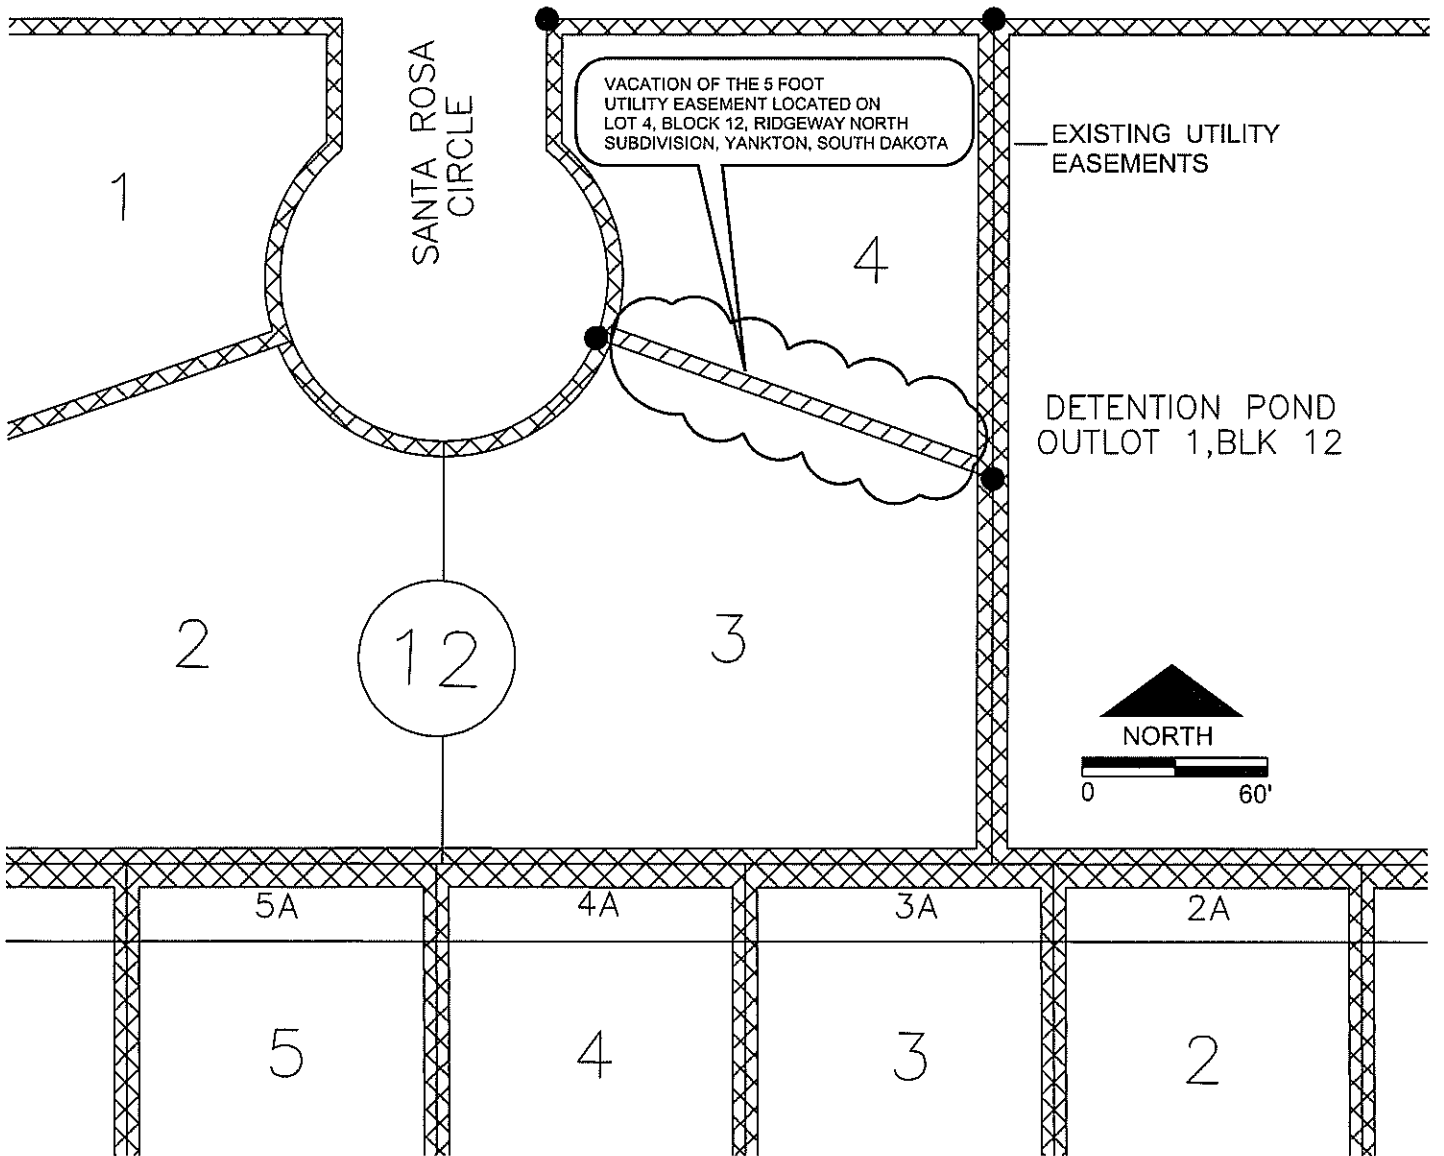 SANTA ROSA
CIRCLE
VACATION OF THE 5 FOOT
UTILITY EASEMENT LOCATED ON
LOT 4, BLOCK 12, RIDGEWAY NORTH
SUBDIVISION, YANKTON, SOUTH DAKOTA
EXISTING UTILITY
EASEMENTS
1
4
DETENTION POND
OUTLOT 1,BLK 12
2
12
3
NORTH
0 60'
5A 4A 3A 2A
5 4 3 2